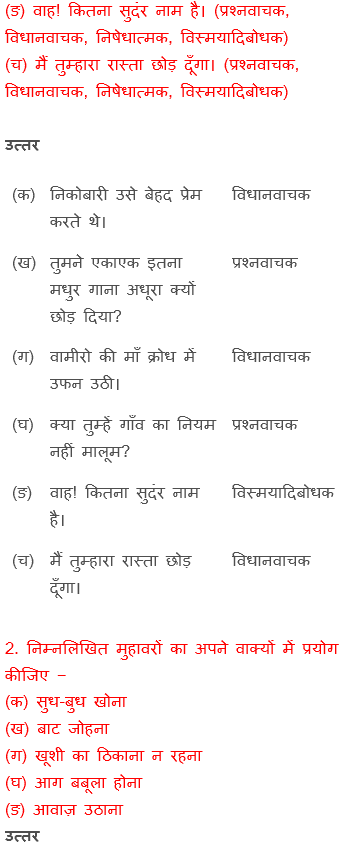 (ङ) वाह! कितना सुदंर नाम है। (प्रश्नवाचक,
विधानवाचक, निषेधात्मक, विस्मयादिबोधक)
(च) मैं तुम्हारा रास्ता छोड़ दूँगा। (प्रश्नवाचक,
विधानवाचक, निषेधात्मक, विस्मयादिबोधक)
उत्तर
(क) निकोबारी उसे बेहद प्रेम विधानवाचक
करते थे।
(ख) तुमने एकाएक इतना प्रश्नवाचक
मधुर गाना अधूरा क्यों
छोड़ दिया?
(ग) वामीरो की माँ क्रोध में विधानवाचक
उफन उठी।
(घ) क्या तुम्हें गाँव का नियम प्रश्नवाचक
नहीं मालूम?
(ङ) वाह! कितना सुदंर नाम विस्मयादिबोधक
है।
(च) मैं तुम्हारा रास्ता छोड़ विधानवाचक
दूँगा।
2. निम्नलिखित मुहावरों का अपने वाक्यों में प्रयोग
कीजिए −
(क) सुध-बुध खोना
(ख) बाट जोहना
(ग) खूशी का ठिकाना न रहना
(घ) आग बबूला होना
(ङ) आवाज़ उठाना
उत्तर